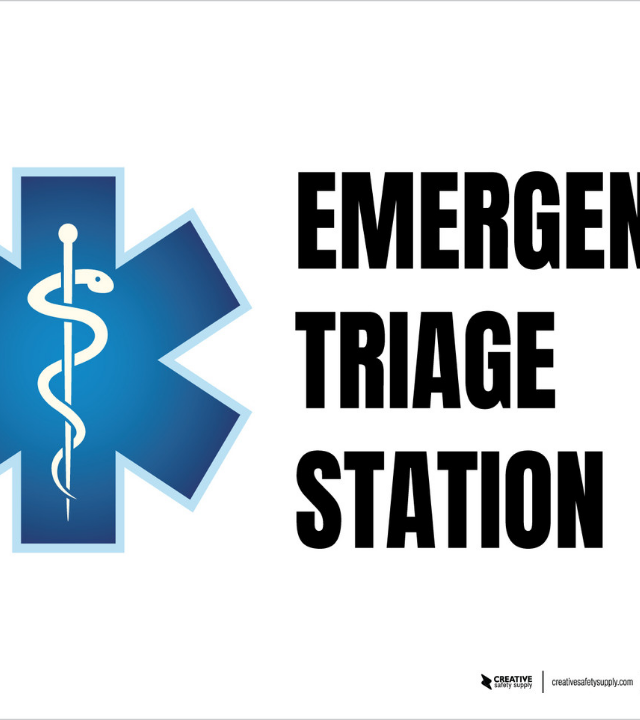 EMERGEN
TRIAGE
STATION
CREATIVE
safety supply
creativesafetysupply.com